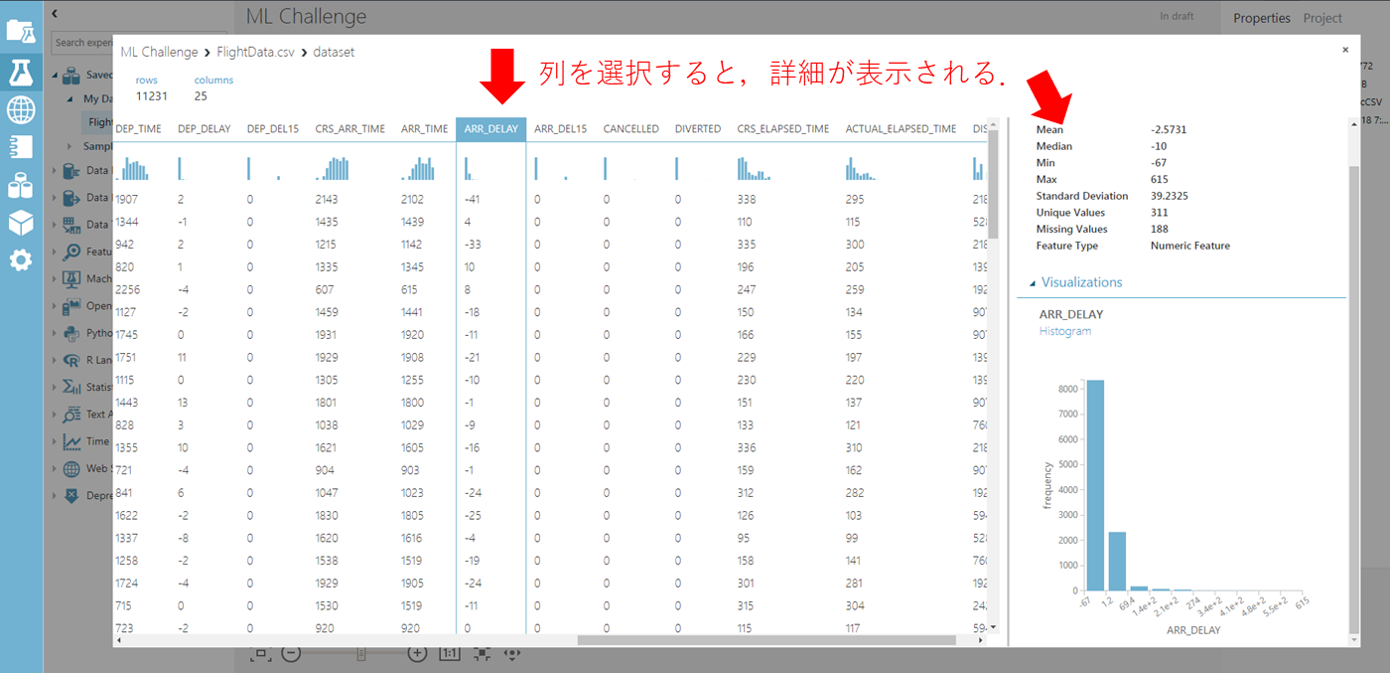 ML Challenge
In draft
Properties Project
Search experi
ML Challenge > FlightData.csv > dataset
rows columns
11231 25
列を選択すると，詳細が表示される．
DEP_TIME DEP_DELAY DEP_DEL15 CRS_ARR_TIME ARR_TIME ARR_DELAY ARR_DEL15 CANCELLED DIVERTED CRS_ELAPSED_TIME ACTUAL_ELAPSED_TIME DIS
1907 2 0 2143 2102 -41 0 0 0 338 295 218
1344 -1 0 1435 1439 4 0 0 0 110 115 528
942 2 0 1215 1142 -33 0 0 0 335 300 218
820 1 0 1335 1345 10 0 0 0 196 205 139
2256 -4 0 607 615 8 0 0 0 247 259 192
1127 -2 0 1459 1441 -18 0 0 0 150 134 907
1745 0 0 1931 1920 -11 0 0 0 166 155 907
1751 11 0 1929 1908 -21 0 0 0 229 197 139
1115 0 0 1305 1255 -10 0 0 0 230 220 139
1443 13 0 1801 1800 -1 0 0 0 151 137 907
828 3 0 1038 1029 -9 0 0 0 133 121 760
1355 10 0 1621 1605 -16 0 0 0 336 310 218
721 -4 0 904 903 -1 0 0 0 159 162 907
841 6 0 1047 1023 -24 0 0 0 312 282 192
1622 -2 0 1830 1805 -25 0 0 0 126 103 594
1337 -8 0 1620 1616 -4 0 0 0 95 99 528
1258 -2 0 1538 1519 -19 0 0 0 158 141 760
1724 -4 0 1929 1905 -24 0 0 0 301 281 192
715 0 0 1530 1519 -11 0 0 0 315 304 242
723 -2 0 920 920 0 0 0 0 115 117 594
Mean -2.5731
Median -10
Min -67
Max 615
Standard Deviation 39.2325
Unique Values 311
Missing Values 188
Feature Type Numeric Feature
Visualizations
ARR_DELAY
Histogram
8000
7000
6000
5000
4000
3000
2000
1000
0
frequency
-67 1.2 69.4 1.4e+2 2.1e+2 274 3.4e+2 4.1e+2 4.8e+2 5.5e+2 615
ARR_DELAY
Saved
My Da
Flight
Sampl
Data
Data
Data
Featu
Mach
Open
Pytho
R Lan
Statis
Text A
Time
Web S
Depre
1:1